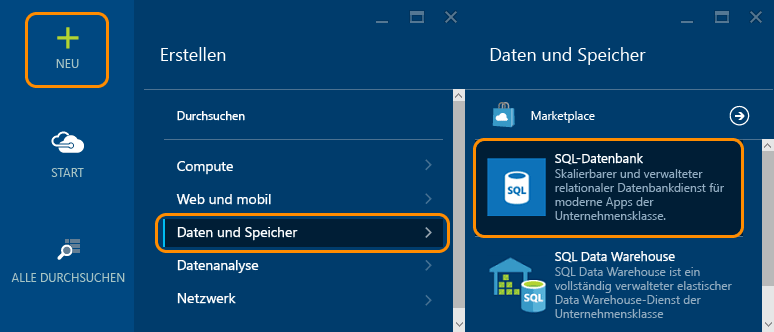 NEU
START
ALLE DURCHSUCHEN
Erstellen
Durchsuchen
Compute
Web und mobil
Daten und Speicher
Datenanalyse
Netzwerk
Daten und Speicher
Marketplace
SQL
SQL-Datenbank
Skalierbarer und verwalteter
relationaler Datenbankdienst für
moderne Apps der
Unternehmensklasse.
SQL
SQL Data Warehouse
SQL Data Warehouse ist ein
vollständig verwalteter elastischer
Data Warehouse-Dienst der
Unternehmensklasse